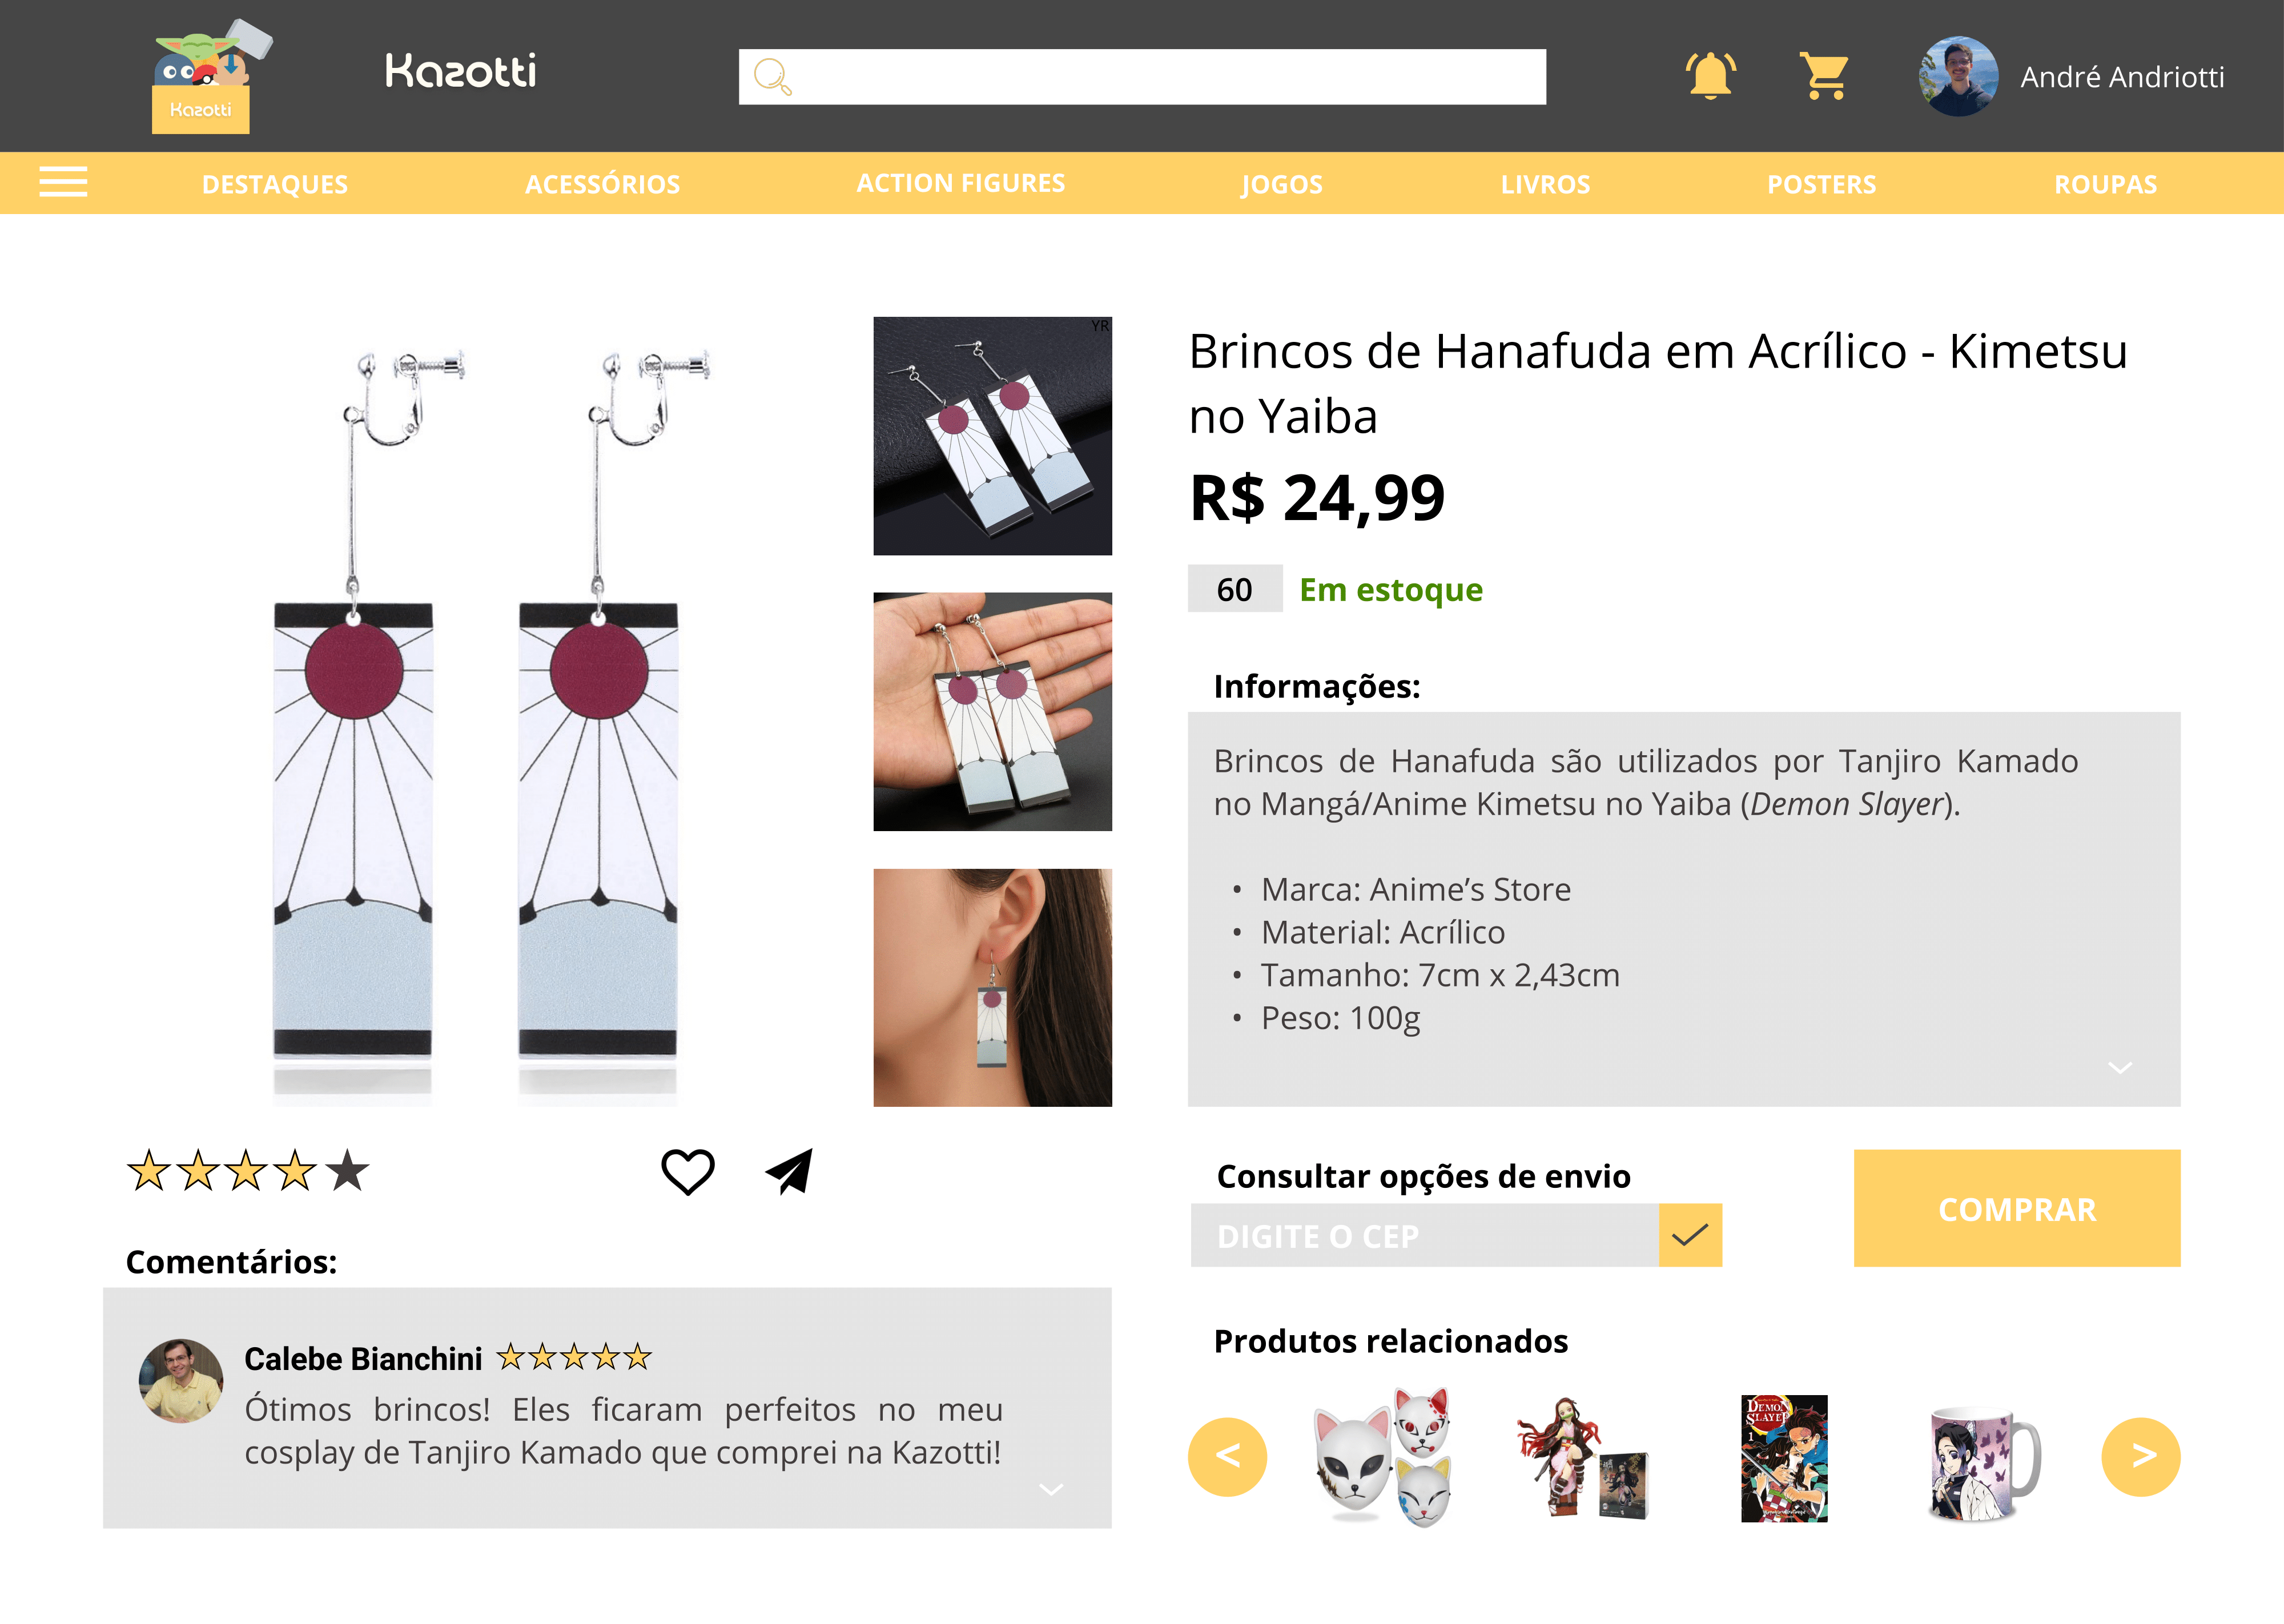 Kazotti
Kazotti
André Andriotti
DESTAQUES
ACESSÓRIOS
ACTION FIGURES
JOGOS
LIVROS
POSTERS
ROUPAS
YR
Brincos de Hanafuda em Acrílico - Kimetsu
no Yaiba
R$ 24,99
60
Em estoque
Informações:
Brincos de Hanafuda são utilizados por Tanjiro Kamado
no Mangá/Anime Kimetsu no Yaiba (Demon Slayer).
• Marca: Anime’s Store
• Material: Acrílico
• Tamanho: 7cm x 2,43cm
• Peso: 100g
Consultar opções de envio
DIGITE O CEP
COMPRAR
Comentários:
Calebe Bianchini
Ótimos brincos! Eles ficaram perfeitos no meu
cosplay de Tanjiro Kamado que comprei na Kazotti!
Produtos relacionados
<
DEMON
SLAYER
1
>